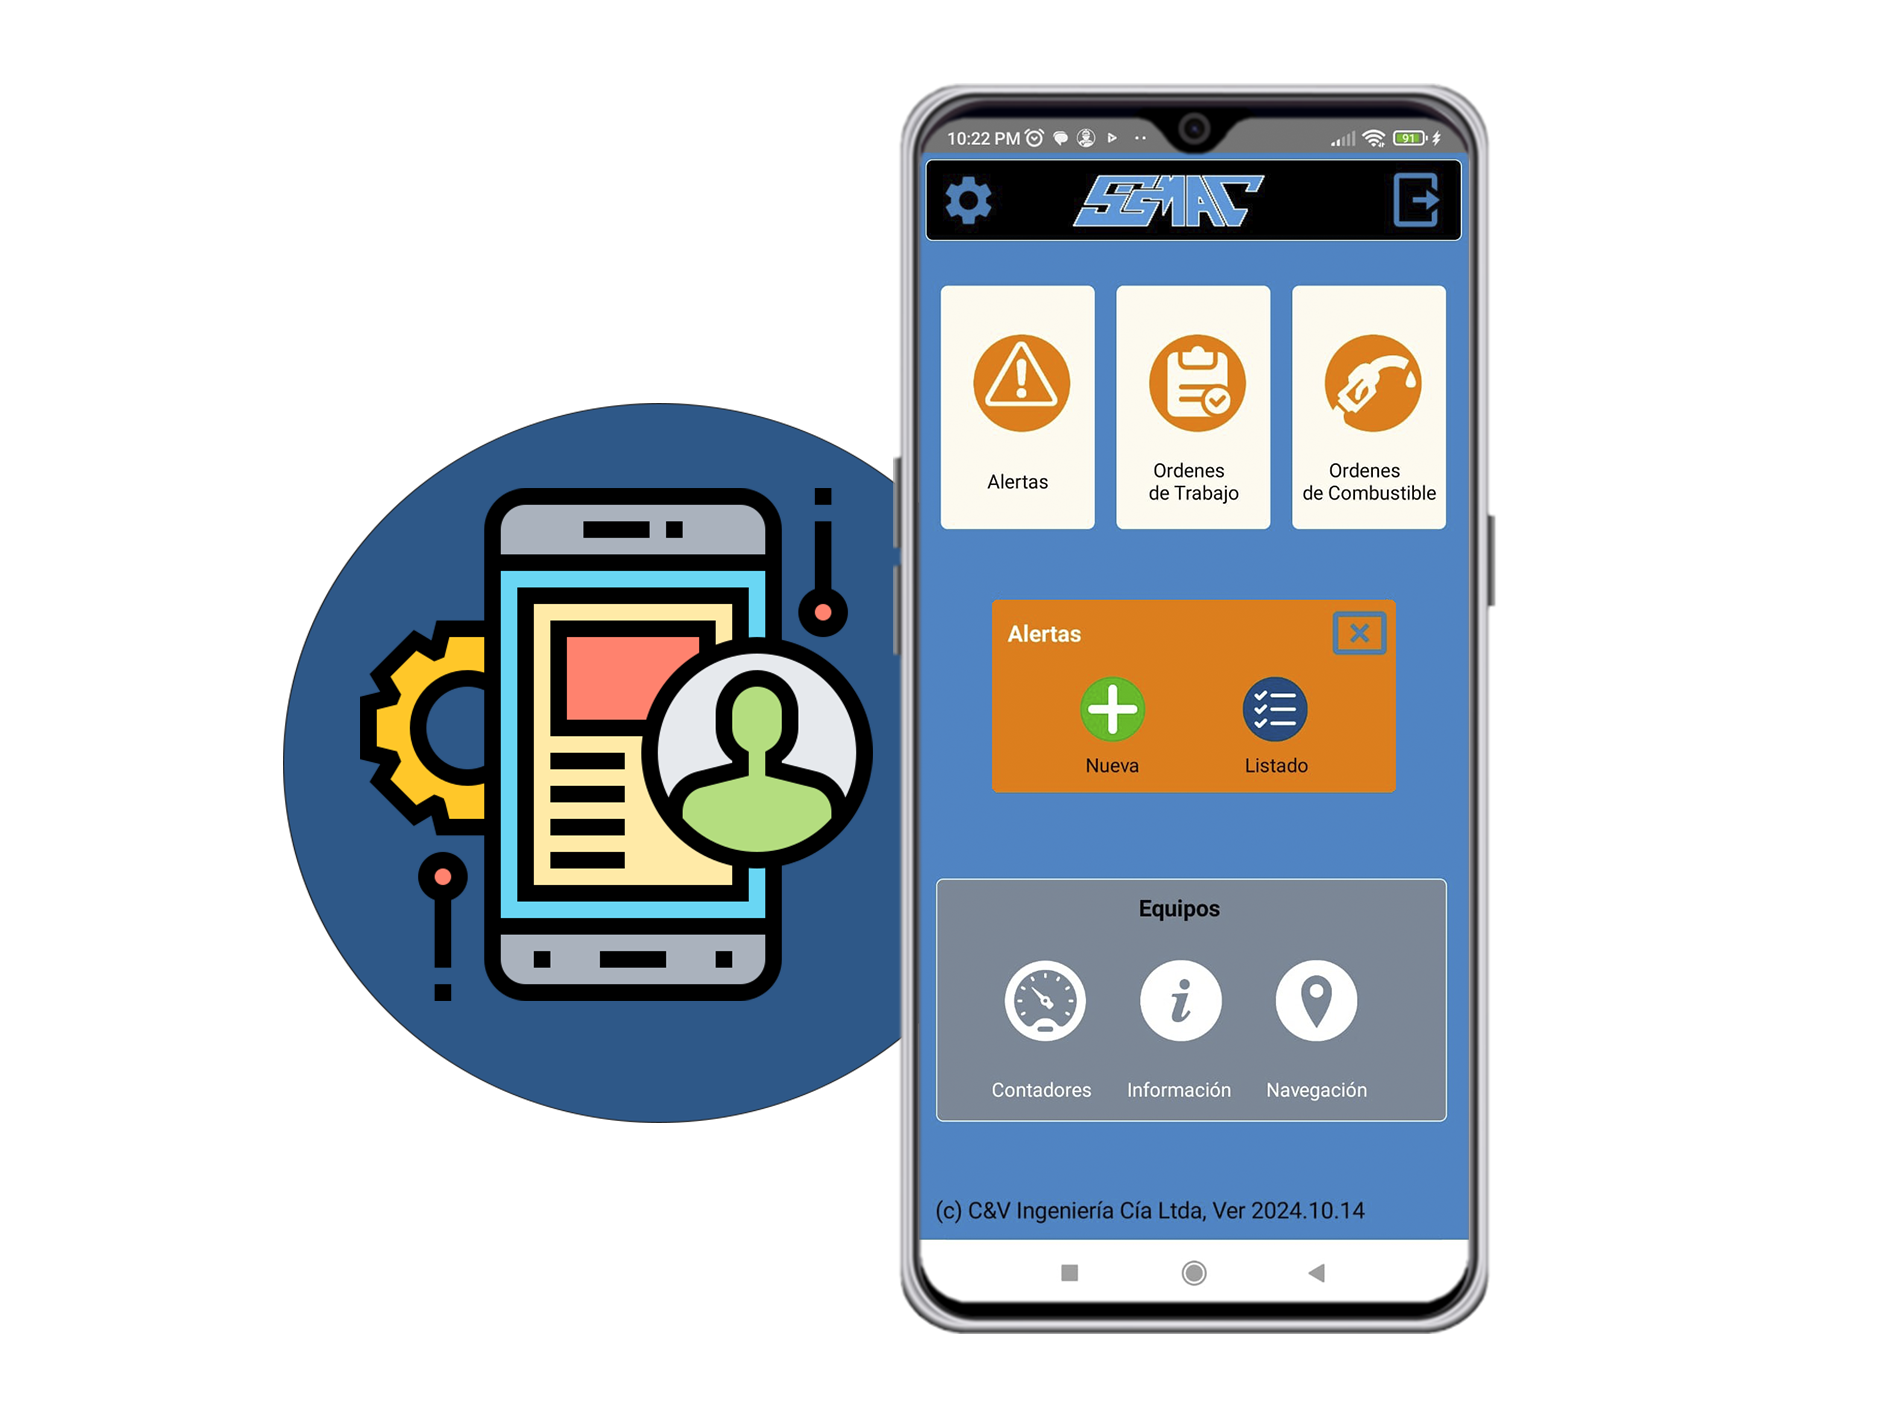 10:22 PM
91
SisMAC
Alertas
Ordenes
de Trabajo
Ordenes
de Combustible
Alertas
Nueva
Listado
Equipos
Contadores
Información
Navegación
(c) C&V Ingeniería Cía Ltda, Ver 2024.10.14